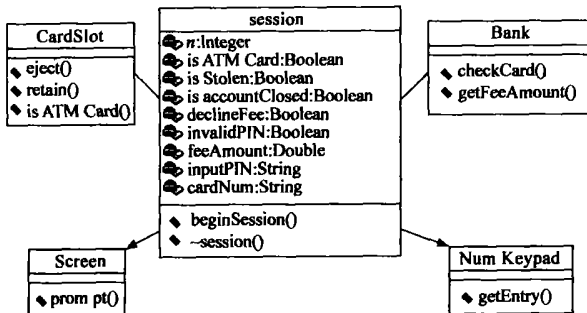 CardSlot
eject()
retain()
is ATM Card()
session
n:Integer
is ATM Card:Boolean
is Stolen:Boolean
is accountClosed:Boolean
declineFee:Boolean
invalidPIN:Boolean
feeAmount:Double
inputPIN:String
cardNum:String
beginSession()
~session()
Bank
checkCard()
getFeeAmount()
Screen
prom pt()
Num Keypad
getEntry()